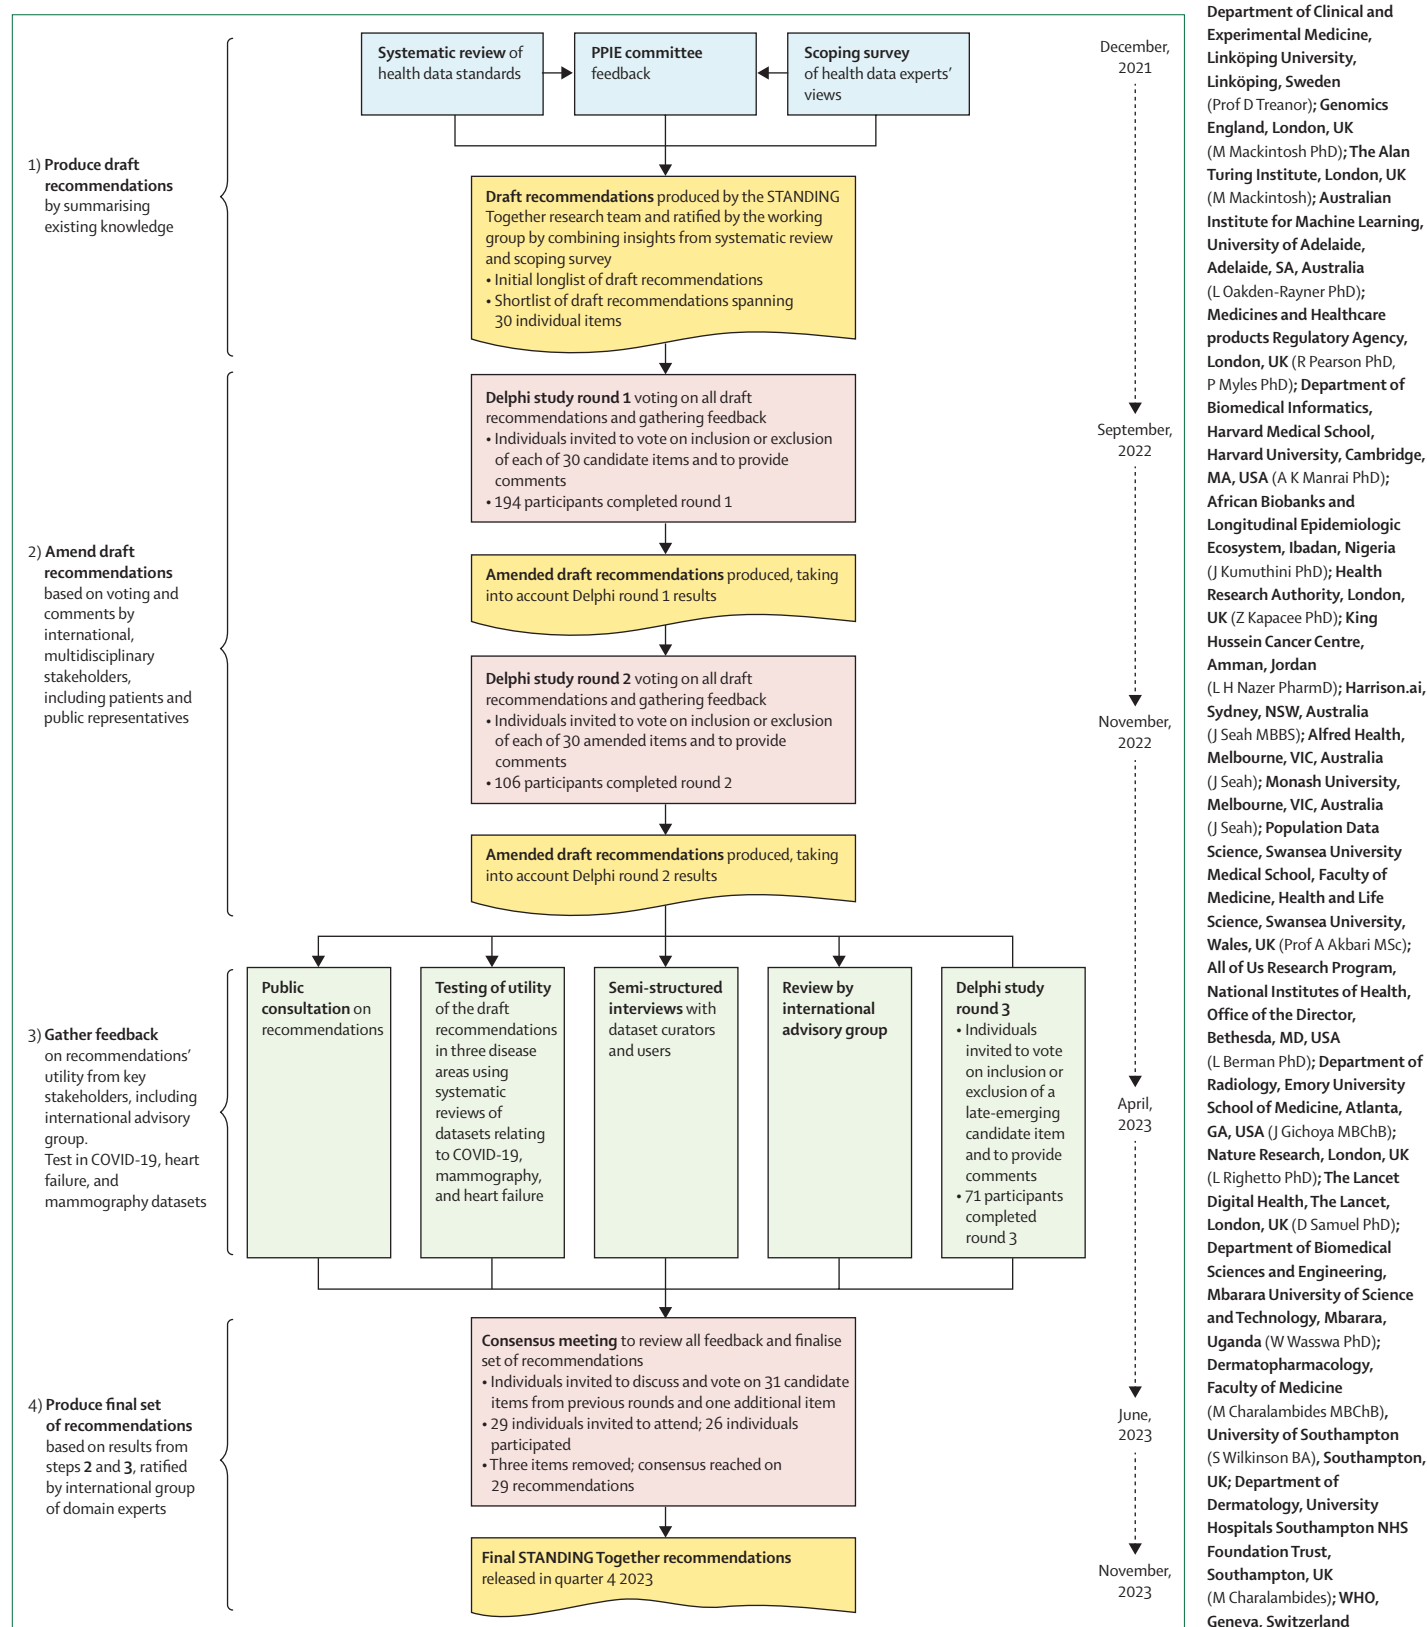 Systematic review of
health data standards
PPIE committee
feedback
Scoping survey
of health data experts’
views
December,
2021
1) Produce draft
recommendations
by summarising
existing knowledge
Draft recommendations produced by the STANDING
Together research team and ratified by the working
group by combining insights from systematic review
and scoping survey
• Initial longlist of draft recommendations
• Shortlist of draft recommendations spanning
30 individual items
Delphi study round 1 voting on all draft
recommendations and gathering feedback
• Individuals invited to vote on inclusion or exclusion
of each of 30 candidate items and to provide
comments
• 194 participants completed round 1
September,
2022
2) Amend draft
recommendations
based on voting and
comments by
international,
multidisciplinary
stakeholders,
including patients and
public representatives
Amended draft recommendations produced, taking
into account Delphi round 1 results
Delphi study round 2 voting on all draft
recommendations and gathering feedback
• Individuals invited to vote on inclusion or exclusion
of each of 30 amended items and to provide
comments
• 106 participants completed round 2
November,
2022
Amended draft recommendations produced, taking
into account Delphi round 2 results
3) Gather feedback
on recommendations’
utility from key
stakeholders, including
international advisory
group.
Test in COVID-19, heart
failure, and
mammography datasets
Public
consultation on
recommendations
Testing of utility
of the draft
recommendations
in three disease
areas using
systematic
reviews of
datasets relating
to COVID-19,
mammography,
and heart failure
Semi-structured
interviews with
dataset curators
and users
Review by
international
advisory group
Delphi study
round 3
• Individuals
invited to vote
on inclusion or
exclusion of a
late-emerging
candidate item
and to provide
comments
• 71 participants
completed
round 3
April,
2023
4) Produce final set
of recommendations
based on results from
steps 2 and 3, ratified
by international group
of domain experts
Consensus meeting to review all feedback and finalise
set of recommendations
• Individuals invited to discuss and vote on 31 candidate
items from previous rounds and one additional item
• 29 individuals invited to attend; 26 individuals
participated
• Three items removed; consensus reached on
29 recommendations
June,
2023
Final STANDING Together recommendations
released in quarter 4 2023
November,
2023
Department of Clinical and
Experimental Medicine,
Linköping University,
Linköping, Sweden
(Prof D Treanor); Genomics
England, London, UK
(M Mackintosh PhD); The Alan
Turing Institute, London, UK
(M Mackintosh); Australian
Institute for Machine Learning,
University of Adelaide,
Adelaide, SA, Australia
(L Oakden-Rayner PhD);
Medicines and Healthcare
products Regulatory Agency,
London, UK (R Pearson PhD,
P Myles PhD); Department of
Biomedical Informatics,
Harvard Medical School,
Harvard University, Cambridge,
MA, USA (A K Manrai PhD);
African Biobanks and
Longitudinal Epidemiologic
Ecosystem, Ibadan, Nigeria
(J Kumuthini PhD); Health
Research Authority, London,
UK (Z Kapacee PhD); King
Hussein Cancer Centre,
Amman, Jordan
(L H Nazer PharmD); Harrison.ai,
Sydney, NSW, Australia
(J Seah MBBS); Alfred Health,
Melbourne, VIC, Australia
(J Seah); Monash University,
Melbourne, VIC, Australia
(J Seah); Population Data
Science, Swansea University
Medical School, Faculty of
Medicine, Health and Life
Science, Swansea University,
Wales, UK (Prof A Akbari MSc);
All of Us Research Program,
National Institutes of Health,
Office of the Director,
Bethesda, MD, USA
(L Berman PhD); Department of
Radiology, Emory University
School of Medicine, Atlanta,
GA, USA (J Gichoya MBChB);
Nature Research, London, UK
(L Righetto PhD); The Lancet
Digital Health, The Lancet,
London, UK (D Samuel PhD);
Department of Biomedical
Sciences and Engineering,
Mbarara University of Science
and Technology, Mbarara,
Uganda (W Wasswa PhD);
Dermatopharmacology,
Faculty of Medicine
(M Charalambides MBChB),
University of Southampton
(S Wilkinson BA), Southampton,
UK; Department of
Dermatology, University
Hospitals Southampton NHS
Foundation Trust,
Southampton, UK
(M Charalambides); WHO,
Geneva, Switzerland